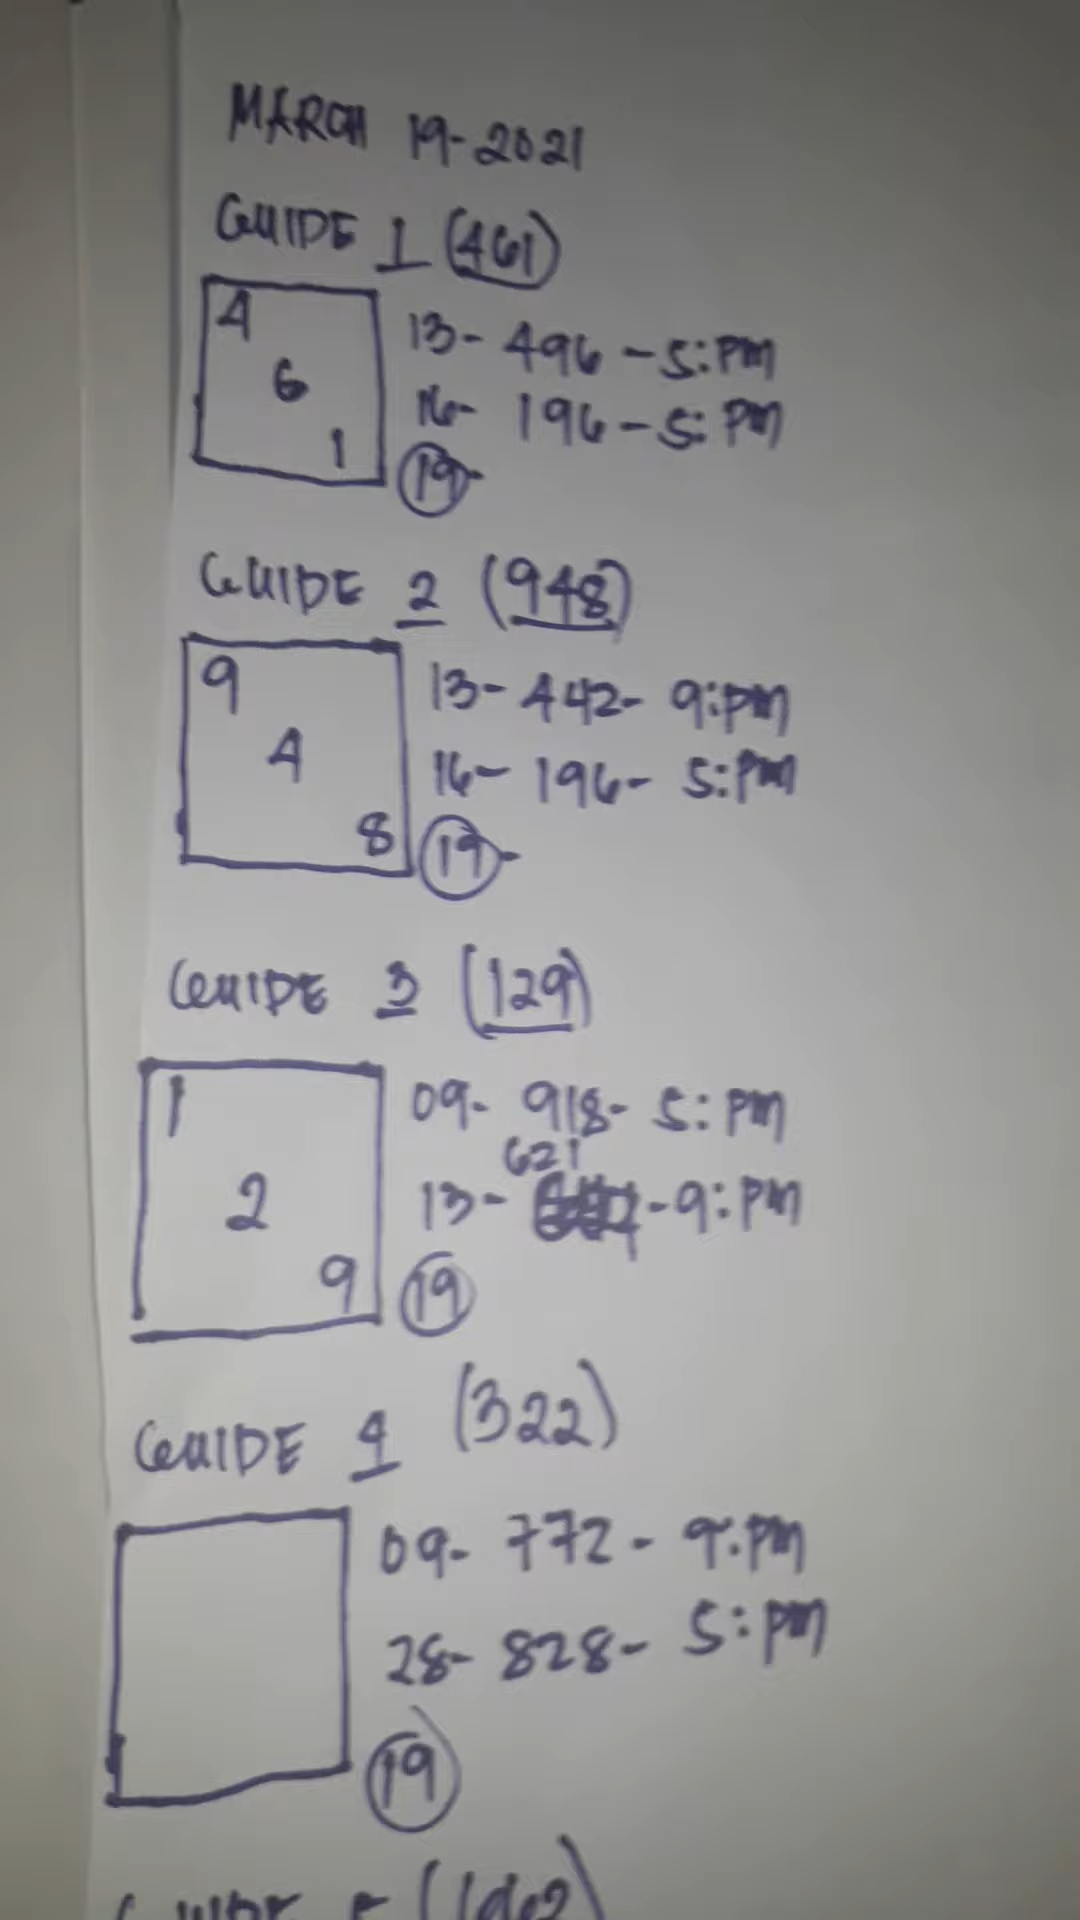 MARCH 19-2021
GUIDE 1 (461)
4
6
1
13- 496 - 5:PM
16- 196 - 5:PM
19-
GUIDE 2 (948)
9
4
8
13- 442- 9:PM
16- 196- 5:PM
19-
GUIDE 3 (129)
1
2
9
09- 918- 5:PM
621
13- -9:PM
19
GUIDE 4 (322)
09- 772- 9:PM
28- 828- 5:PM
19
GUIDE